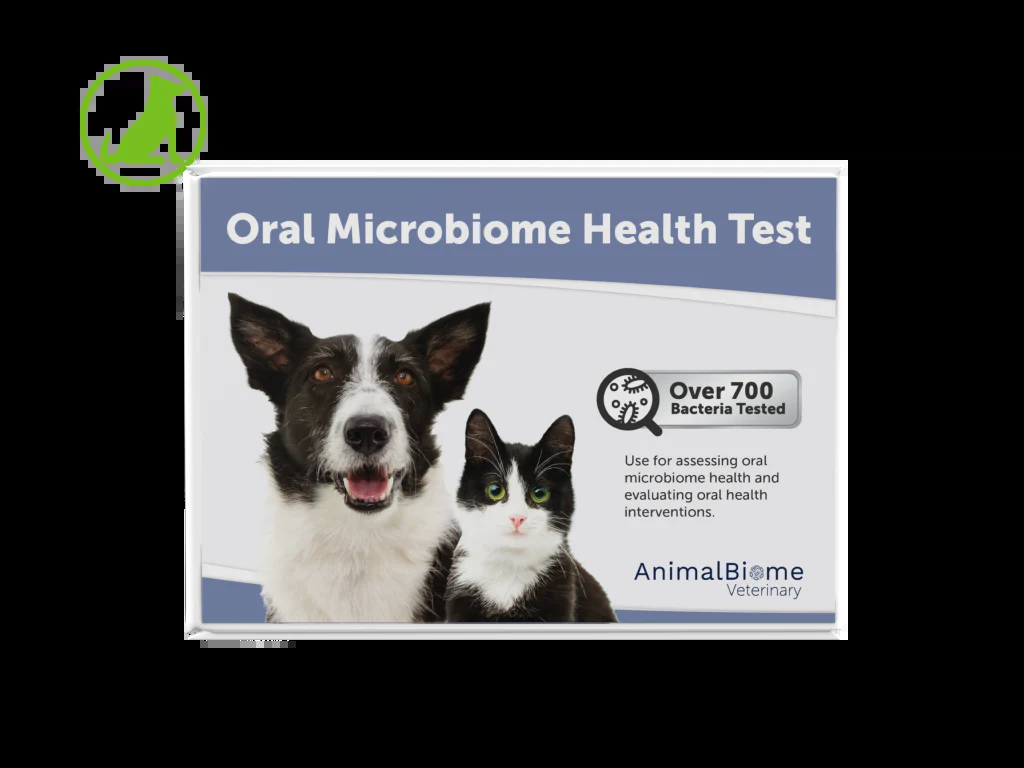 Oral Microbiome Health Test
Over 700
Bacteria Tested
Use for assessing oral
microbiome health and
evaluating oral health
interventions.
AnimalBiome
Veterinary